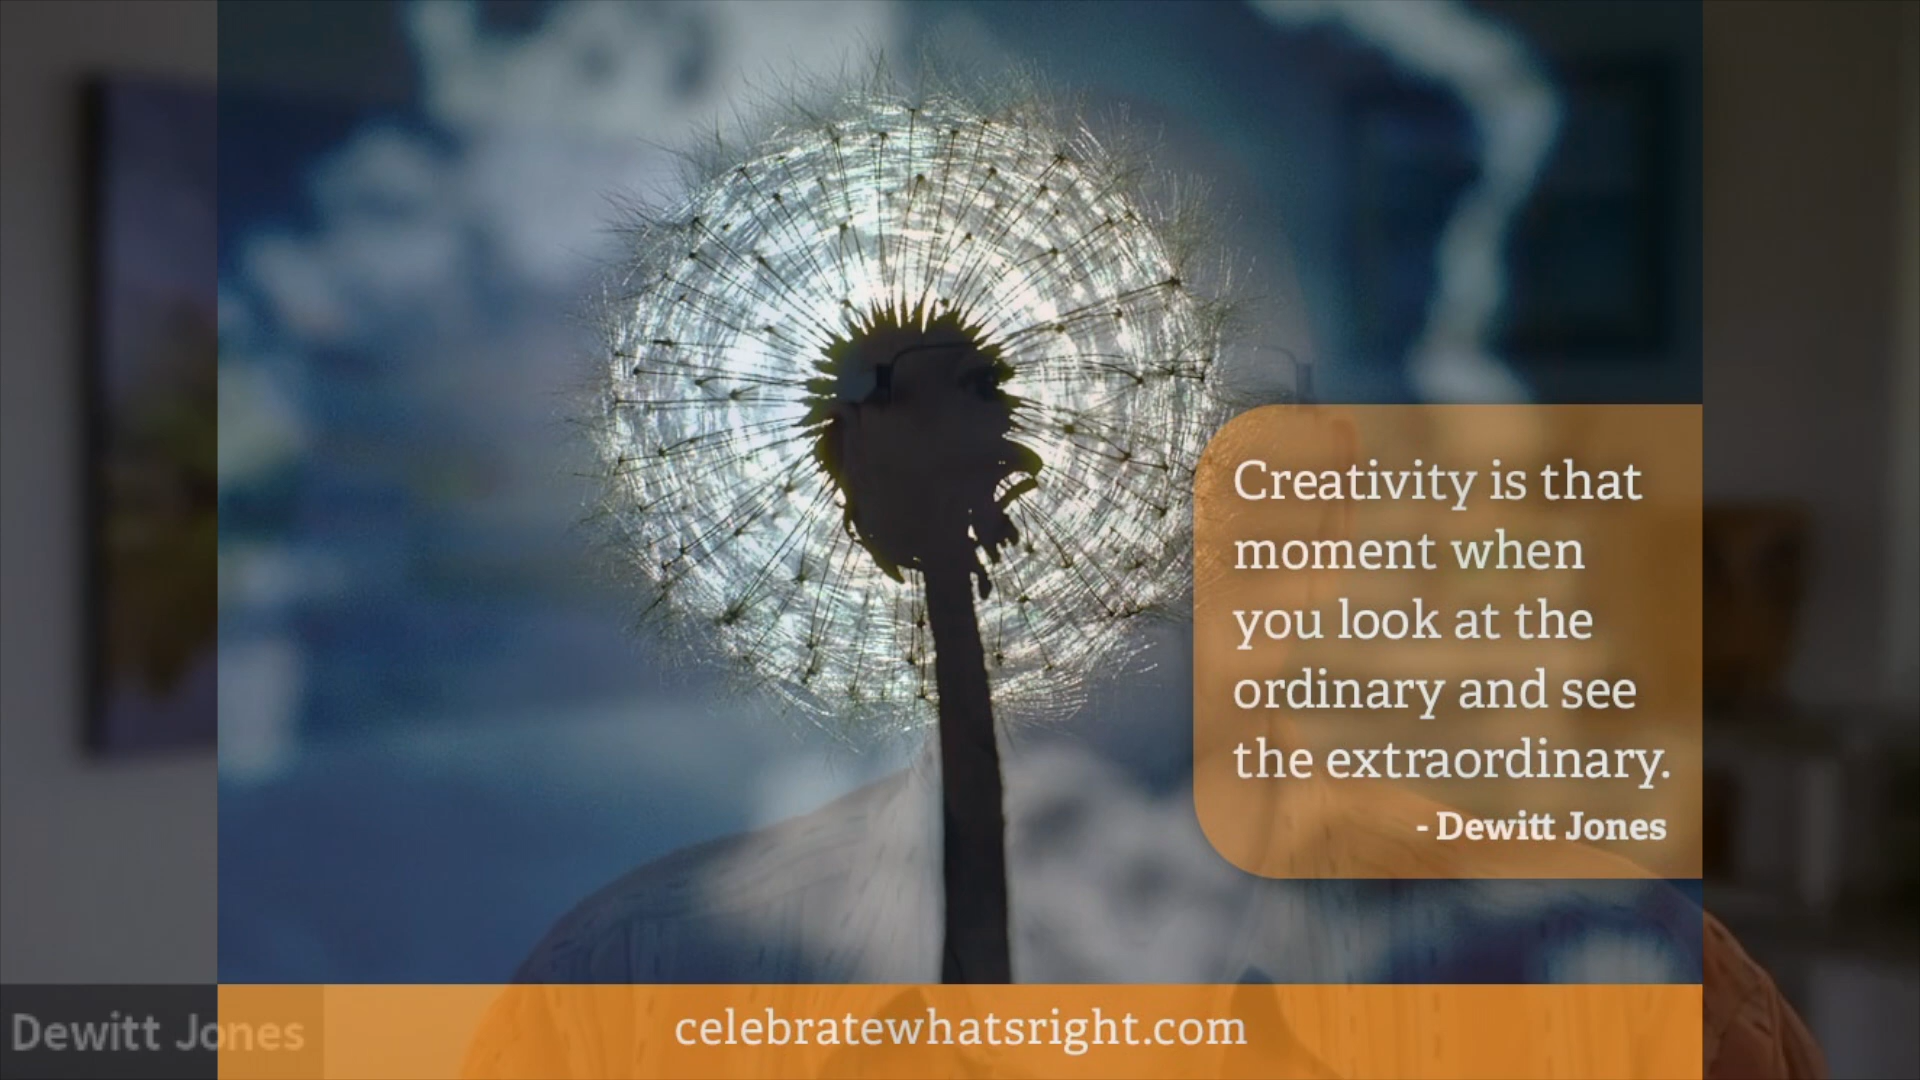 Creativity is that
moment when
you look at the
ordinary and see
the extraordinary.
- Dewitt Jones
Dewitt Jones
celebratewhatsright.com